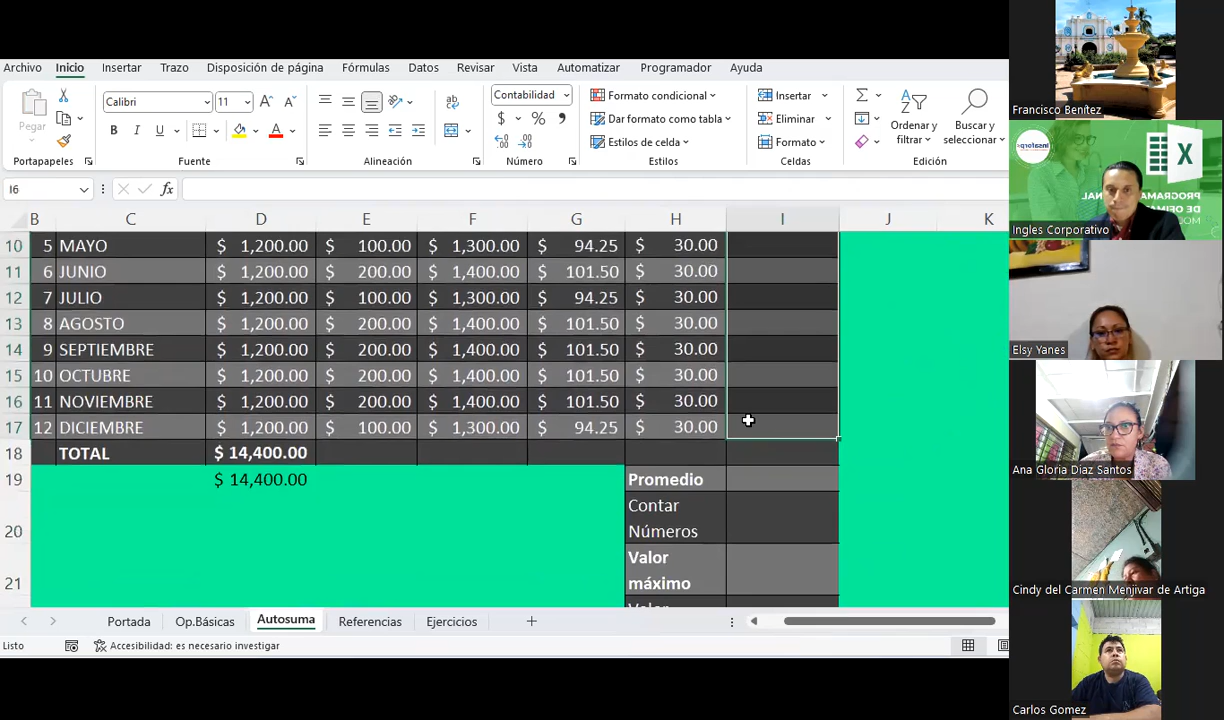 Archivo Inicio Insertar Trazo Disposición de página Fórmulas Datos Revisar Vista Automatizar Programador Ayuda
Pegar
Calibri 11
N K S
Contabilidad
$ % ,
Formato condicional
Dar formato como tabla
Estilos de celda
Insertar
Eliminar
Formato
Ordenar y filtrar
Buscar y seleccionar
Portapapeles Fuente Alineación Número Estilos Celdas Edición
I6 fx
B C D E F G H I J K
10 5 MAYO $ 1,200.00 $ 100.00 $ 1,300.00 $ 94.25 $ 30.00
11 6 JUNIO $ 1,200.00 $ 200.00 $ 1,400.00 $ 101.50 $ 30.00
12 7 JULIO $ 1,200.00 $ 100.00 $ 1,300.00 $ 94.25 $ 30.00
13 8 AGOSTO $ 1,200.00 $ 200.00 $ 1,400.00 $ 101.50 $ 30.00
14 9 SEPTIEMBRE $ 1,200.00 $ 200.00 $ 1,400.00 $ 101.50 $ 30.00
15 10 OCTUBRE $ 1,200.00 $ 200.00 $ 1,400.00 $ 101.50 $ 30.00
16 11 NOVIEMBRE $ 1,200.00 $ 200.00 $ 1,400.00 $ 101.50 $ 30.00
17 12 DICIEMBRE $ 1,200.00 $ 100.00 $ 1,300.00 $ 94.25 $ 30.00
18 TOTAL $ 14,400.00
19 $ 14,400.00 Promedio
Contar
20 Números
Valor
21 máximo
Valor
Portada Op.Básicas Autosuma Referencias Ejercicios +
Listo Accesibilidad: es necesario investigar
Francisco Benítez
Insaforp
X
Ingles Corporativo
Elsy Yanes
Ana Gloria Diaz Santos
Cindy del Carmen Menjivar de Artiga
Carlos Gomez